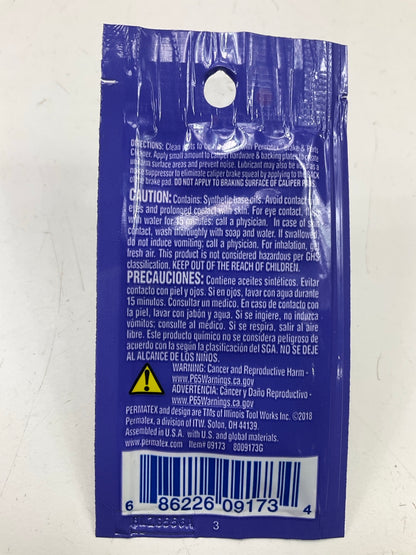 DIRECTIONS: Clean parts to be with Permatex® Brake & Parts
Cleaner. Apply small amount to caliper hardware & backing plates to create
uniform surface areas and prevent noise. Lubricant may also be used as a
noise suppressor to eliminate caliper brake squeal by applying to the BACK
of the brake pad. DO NOT APPLY TO BRAKING SURFACE OF CALIPER PADS.
CAUTION: Contains: Synthetic base oils. Avoid contact
eyes and prolonged contact with skin. For eye contact, flush
with water for 15 minutes; call a physician. In case of skin
contact, wash thoroughly with soap and water. If swallowed,
do not induce vomiting; call a physician. For inhalation, get
fresh air. This product is not considered hazardous per GHS
classification. KEEP OUT OF THE REACH OF CHILDREN.
PRECAUCIONES: Contiene aceites sintéticos. Evitar
contacto con piel y ojos. Si en ojos, lavar con agua durante
15 minutos. Consultar un medico. En caso de contacto con
la piel, lavar con jabón y agua. Si se ingiere, no induzca
vómitos; consulte al médico. Si se respira, salir al aire
libre. Este producto quimico no se considera peligroso de
acuerdo con la según la clasificación del SGA. NO SE DEJE
AL ALCANCE DE LOS NIÑOS.
WARNING: Cancer and Reproductive Harm -
www.P65Warnings.ca.gov
ADVERTENCIA: Cancer y Daño Reproductivo -
www.P65Warnings.ca.gov
PERMATEX and design are TMs of Illinois Tool Works Inc. ©2018
Permatex, a division of ITW. Solon, OH 44139.
Assembled in U.S.A. with U.S. and global materials.
www.permatex.com Item# 09173 8009173G
6 86226 09173 4
3